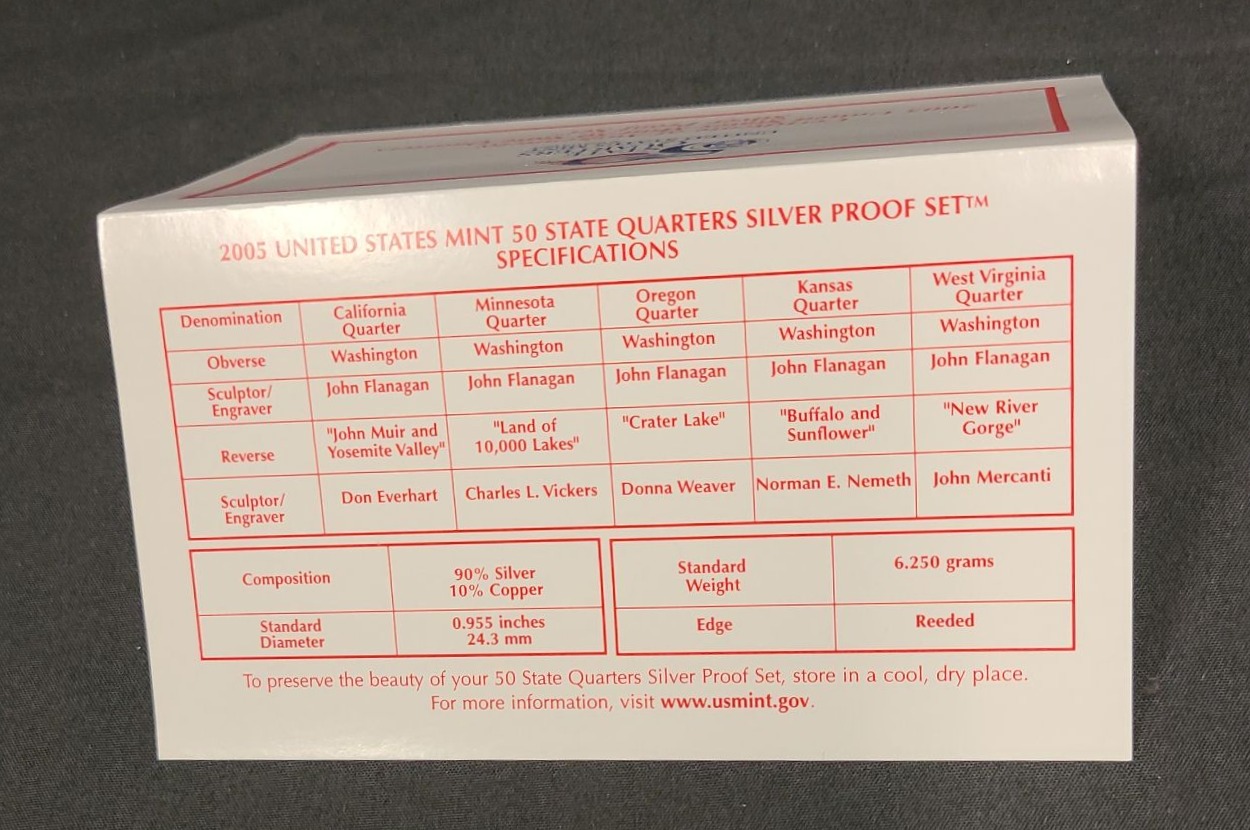 2005 UNITED STATES MINT 50 STATE QUARTERS SILVER PROOF SET™
SPECIFICATIONS
Denomination
California
Quarter
Minnesota
Quarter
Oregon
Quarter
Kansas
Quarter
West Virginia
Quarter
Obverse
Washington
Washington
Washington
Washington
Washington
Sculptor/
Engraver
John Flanagan
John Flanagan
John Flanagan
John Flanagan
John Flanagan
Reverse
"John Muir and
Yosemite Valley"
"Land of
10,000 Lakes"
"Crater Lake"
"Buffalo and
Sunflower"
"New River
Gorge"
Sculptor/
Engraver
Don Everhart
Charles L. Vickers
Donna Weaver
Norman E. Nemeth
John Mercanti
Composition
90% Silver
10% Copper
Standard
Diameter
0.955 inches
24.3 mm
Standard
Weight
6.250 grams
Edge
Reeded
To preserve the beauty of your 50 State Quarters Silver Proof Set, store in a cool, dry place.
For more information, visit www.usmint.gov.